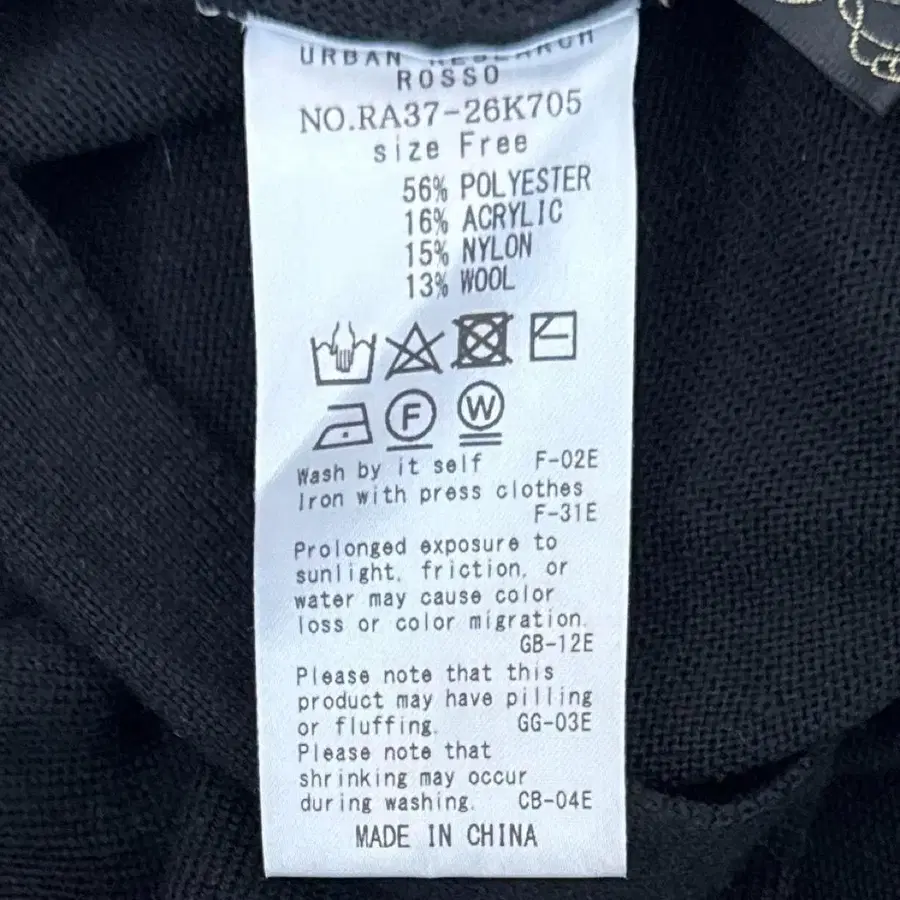 URBAN RESEARCH
ROSSO
NO.RA37-26K705
size Free
56% POLYESTER
16% ACRYLIC
15% NYLON
13% WOOL
F W
Wash by it self F-02E
Iron with press clothes
F-31E
Prolonged exposure to
sunlight, friction, or
water may cause color
loss or color migration.
GB-12E
Please note that this
product may have pilling
or fluffing. GG-03E
Please note that
shrinking may occur
during washing. CB-04E
MADE IN CHINA